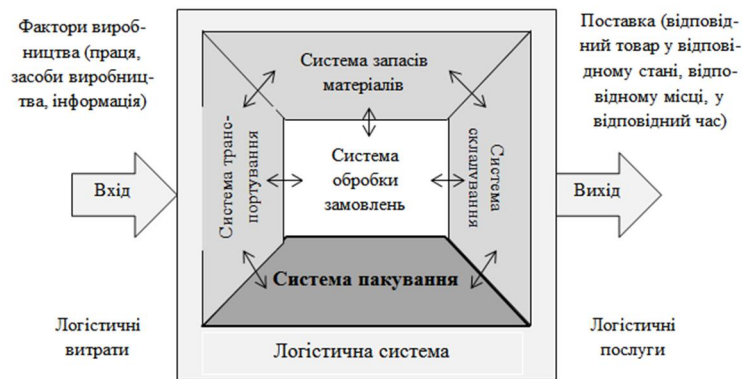 Фактори вироб-
ництва (праця,
засоби виробниц-
тва, інформація)
Вхід
Логістичні
витрати
Система запасів
матеріалів
Система транс-
портування
Система
обробки
замовлень
Система
складування
Система пакування
Логістична система
Поставка (відповід-
ний товар у відпові-
дному стані, відпо-
відному місці, у
відповідний час)
Вихід
Логістичні
послуги